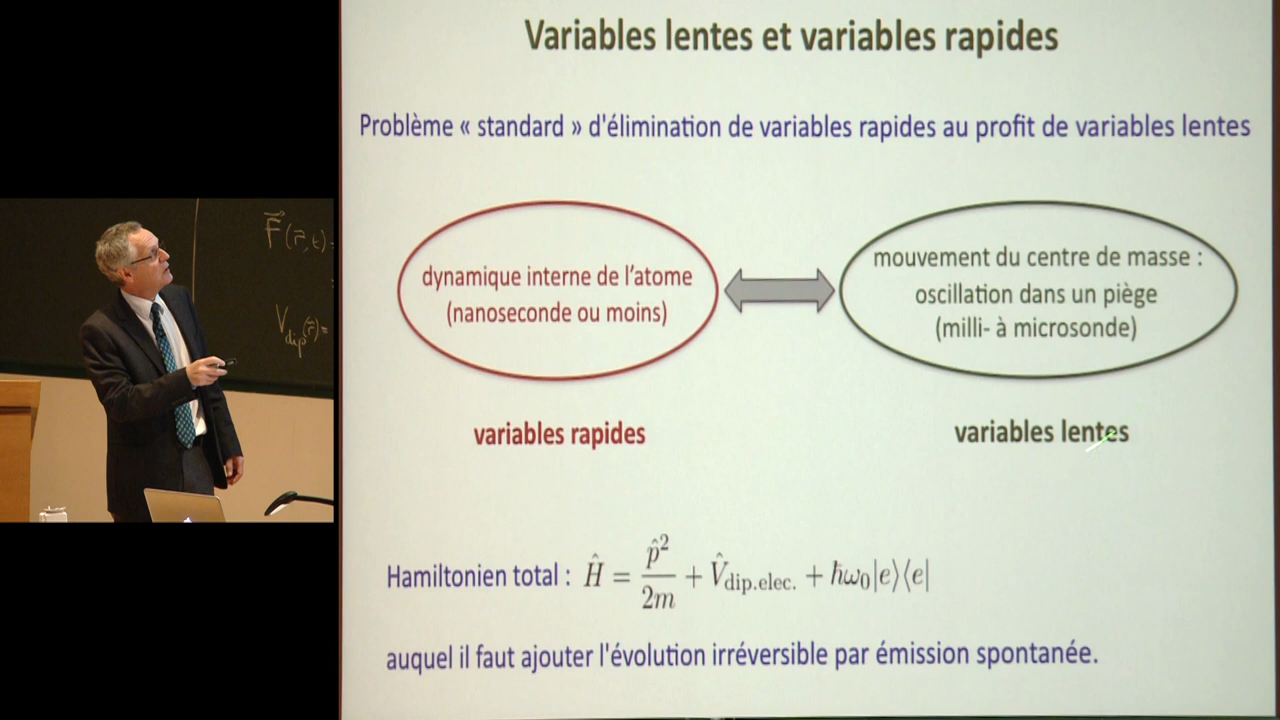 Variables lentes et variables rapides
Problème « standard » d'élimination de variables rapides au profit de variables lentes
dynamique interne de l'atome
(nanoseconde ou moins)
mouvement du centre de masse :
oscillation dans un piège
(milli- à microsonde)
variables rapides
variables lentes
Hamiltonien total : Ĥ = p̂²/2m + V̂dip.elec. + ħω₀|e⟩⟨e|
auquel il faut ajouter l'évolution irréversible par émission spontanée.
F⃗(r⃗,t) =
Vdip(r⃗) =